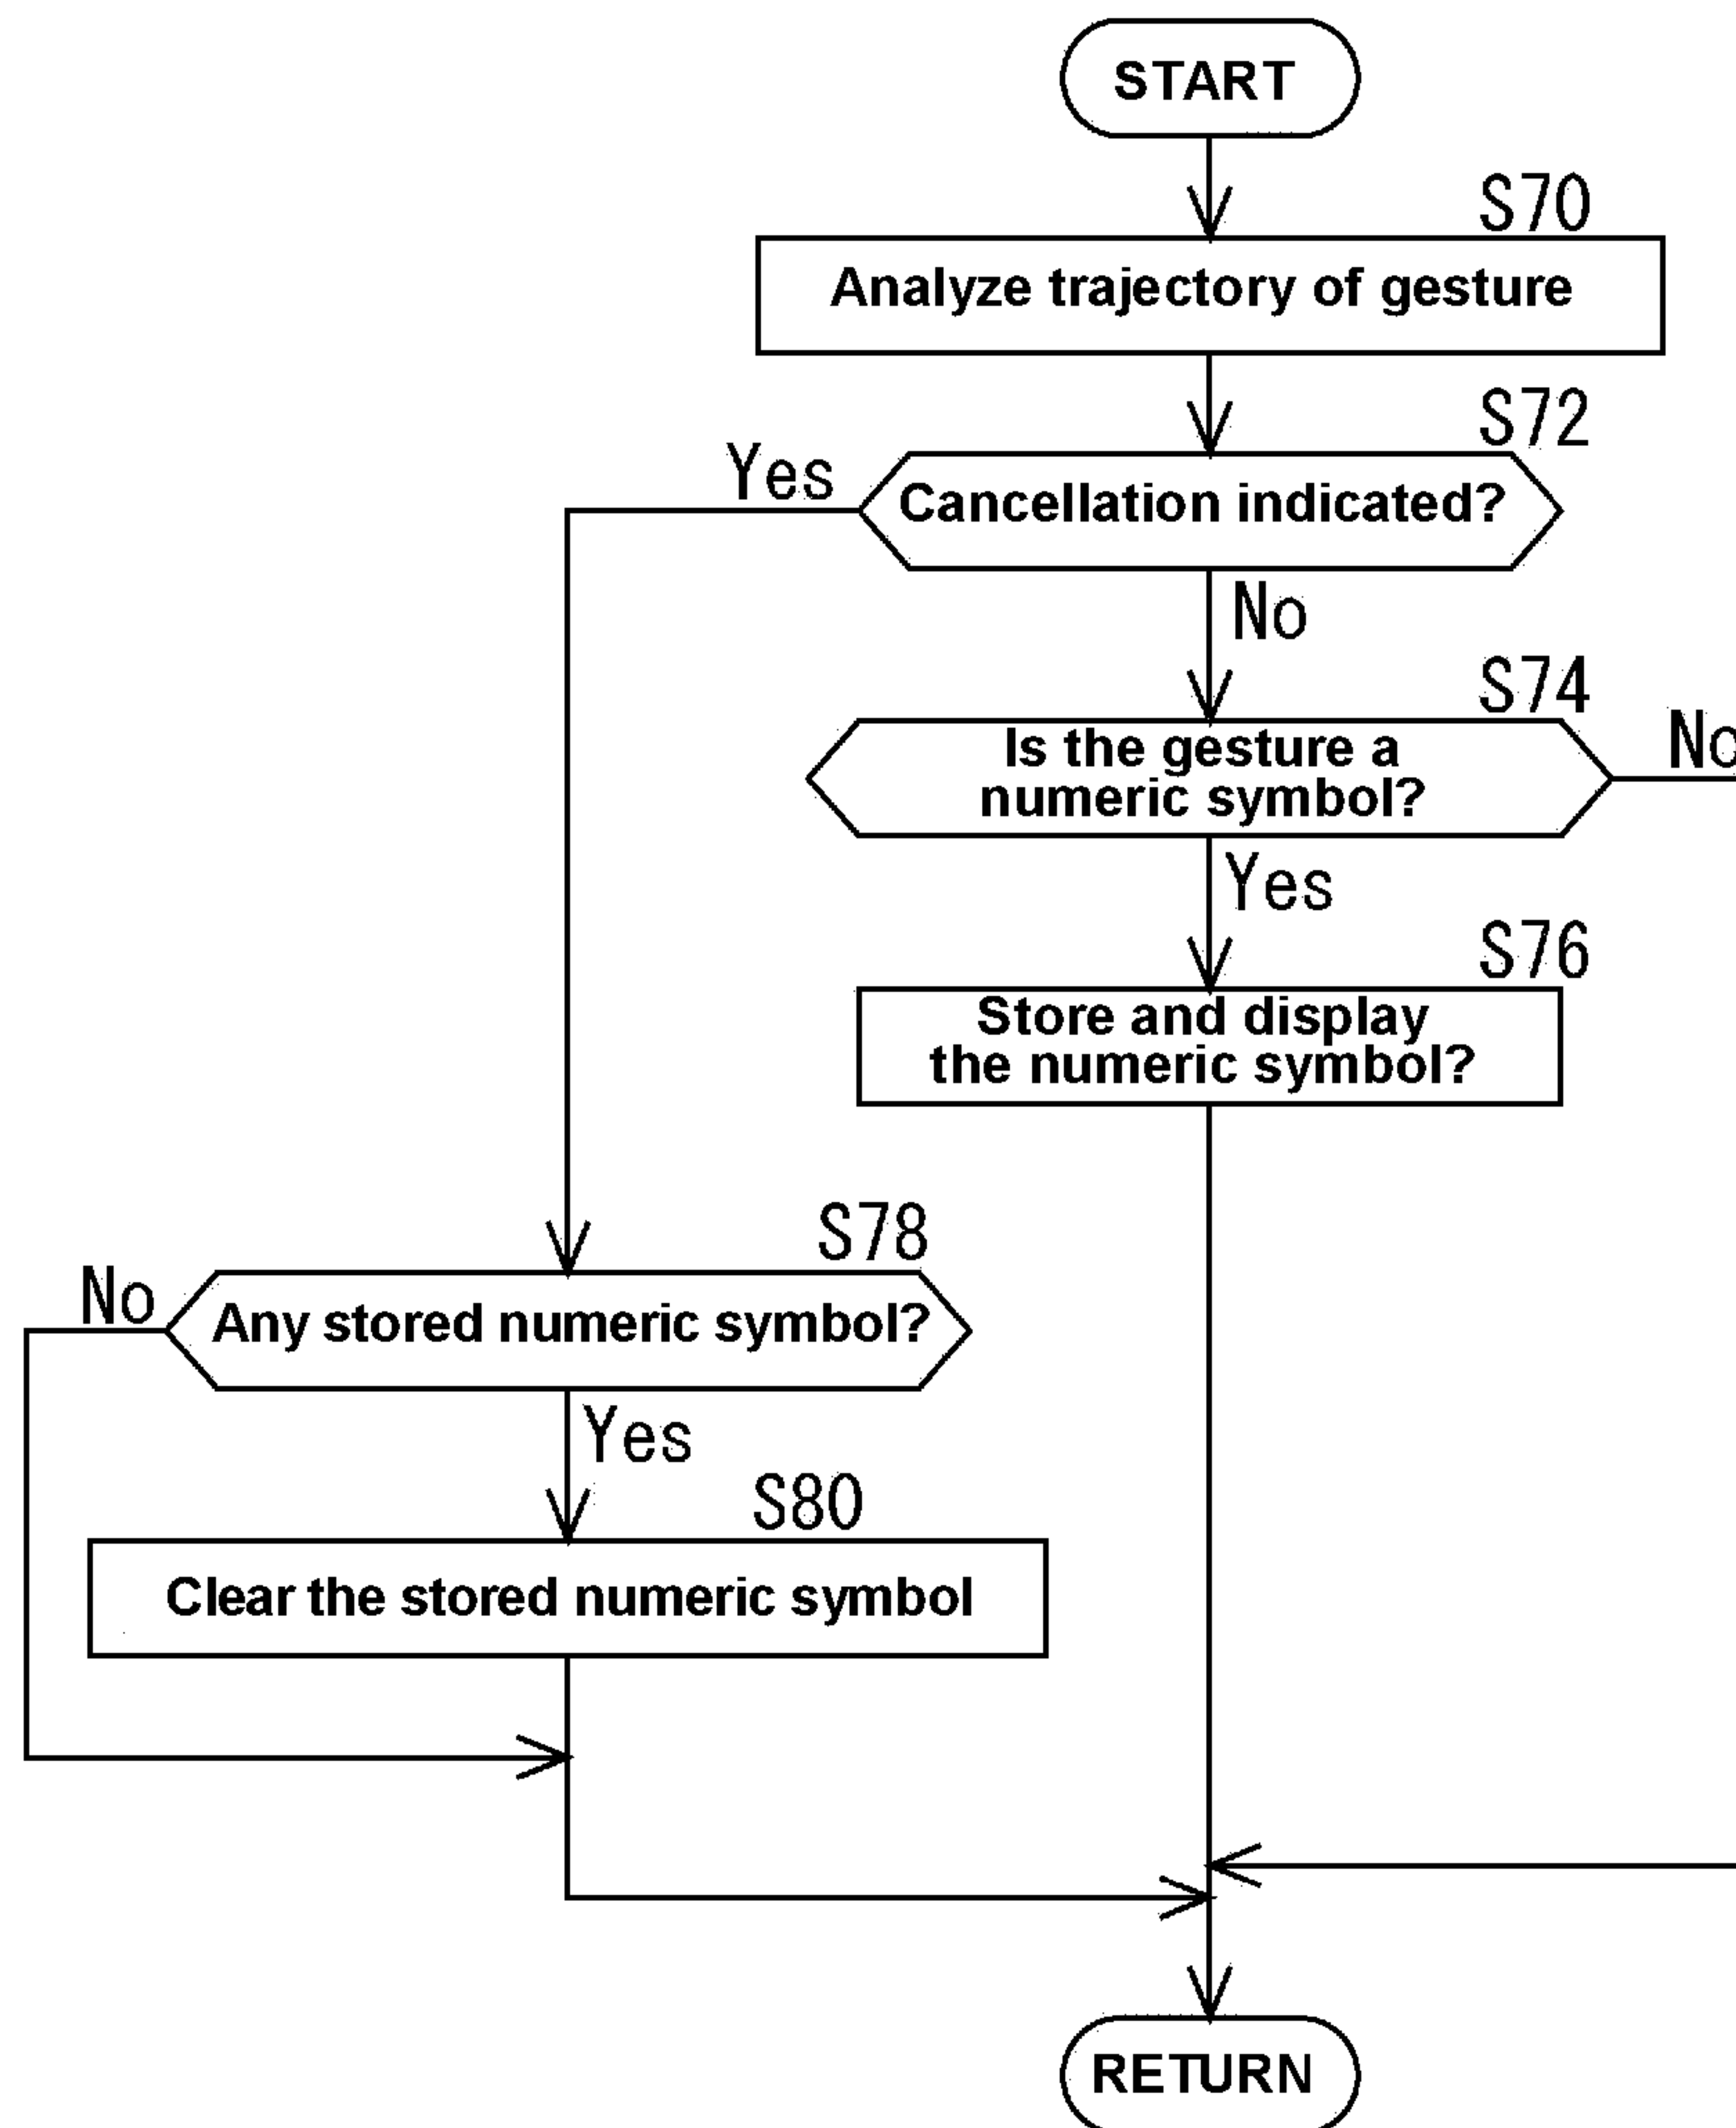 START
S70
Analyze trajectory of gesture
S72
Yes
Cancellation indicated?
No
S74
No
Is the gesture a
numeric symbol?
Yes
S76
Store and display
the numeric symbol?
S78
No
Any stored numeric symbol?
Yes
S80
Clear the stored numeric symbol
RETURN